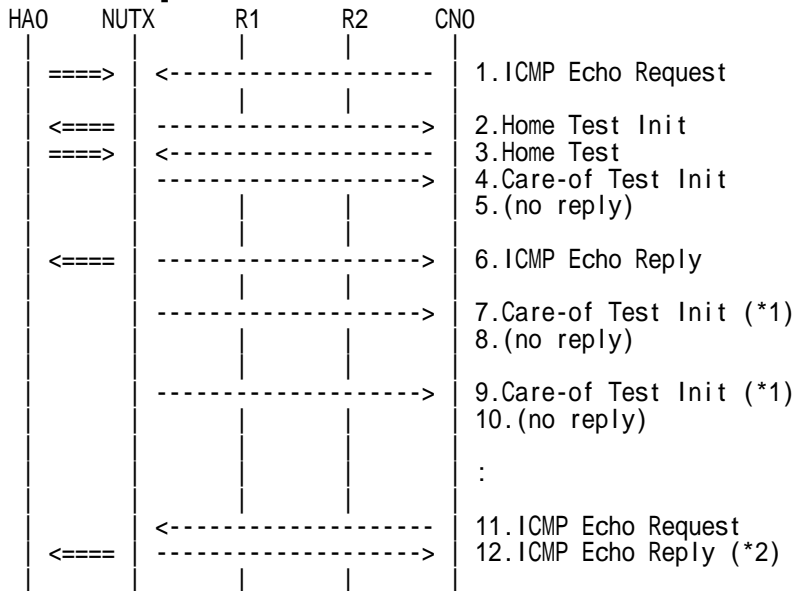 HA0 NUTX R1 R2 CN0
====> <--------------------- 1.ICMP Echo Request
<==== ---------------------> 2.Home Test Init
====> <--------------------- 3.Home Test
---------------------> 4.Care-of Test Init
5.(no reply)
<==== ---------------------> 6.ICMP Echo Reply
---------------------> 7.Care-of Test Init (*1)
8.(no reply)
---------------------> 9.Care-of Test Init (*1)
10.(no reply)
:
<--------------------- 11.ICMP Echo Request
<==== ---------------------> 12.ICMP Echo Reply (*2)